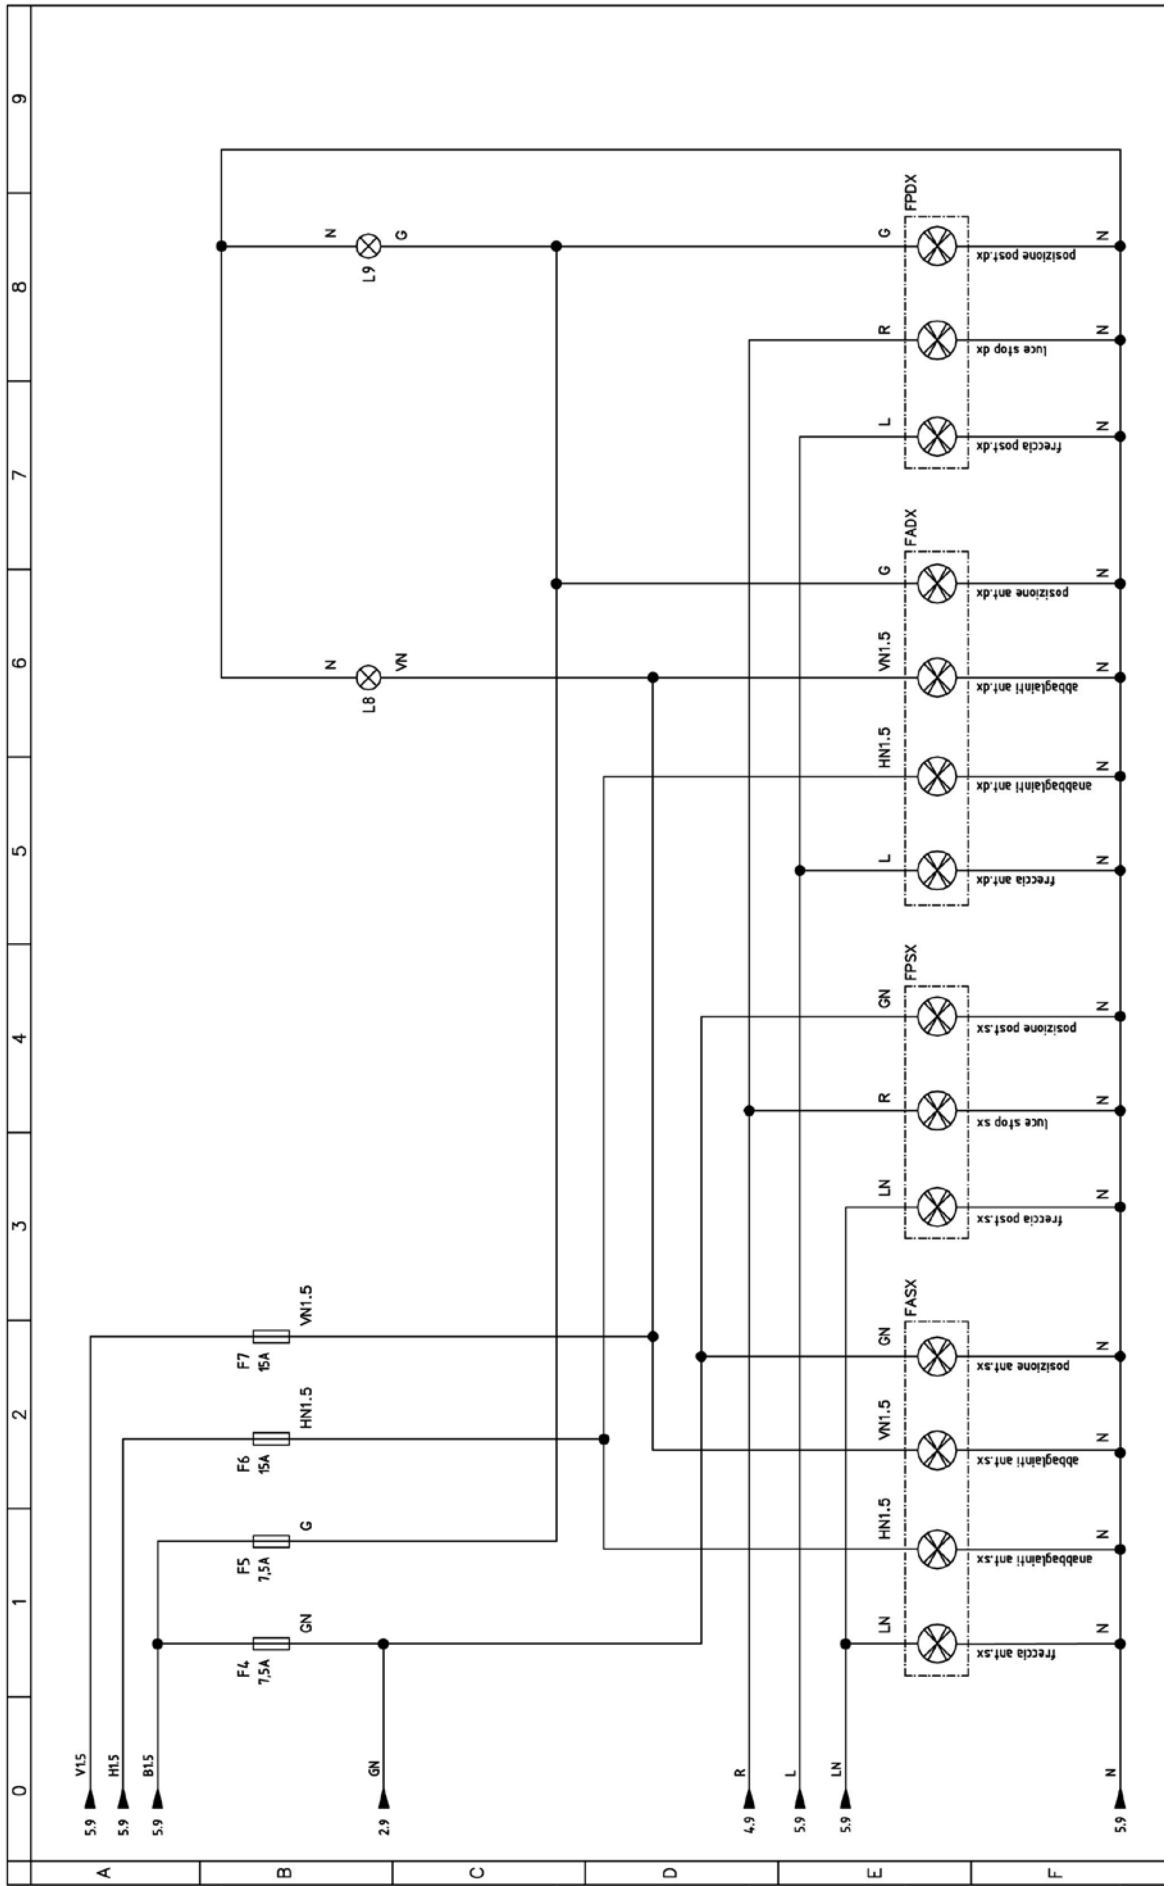 0 1 2 3 4 5 6 7 8 9
A
B
C
D
E
F
5.9 V1.5
5.9 H1.5
5.9 B1.5
2.9 GN
4.9 R
5.9 L
5.9 LN
5.9 N
F4 7,5A GN
F5 7,5A G
F6 15A HN1.5
F7 15A VN1.5
N L8 VN
N L9 G
FASX
LN HN1.5 VN1.5 GN
freccia ant.sx
anabbaglainti ant.sx
abbaglainti ant.sx
posizione ant.sx
N N N N
FPSX
LN R GN
freccia post.sx
luce stop sx
posizione post.sx
N N N
FADX
L HN1.5 VN1.5 G
freccia ant.dx
anabbaglainti ant.dx
abbaglainti ant.dx
posizione ant.dx
N N N N
FPDX
L R G
freccia post.dx
luce stop dx
posizione post.dx
N N N